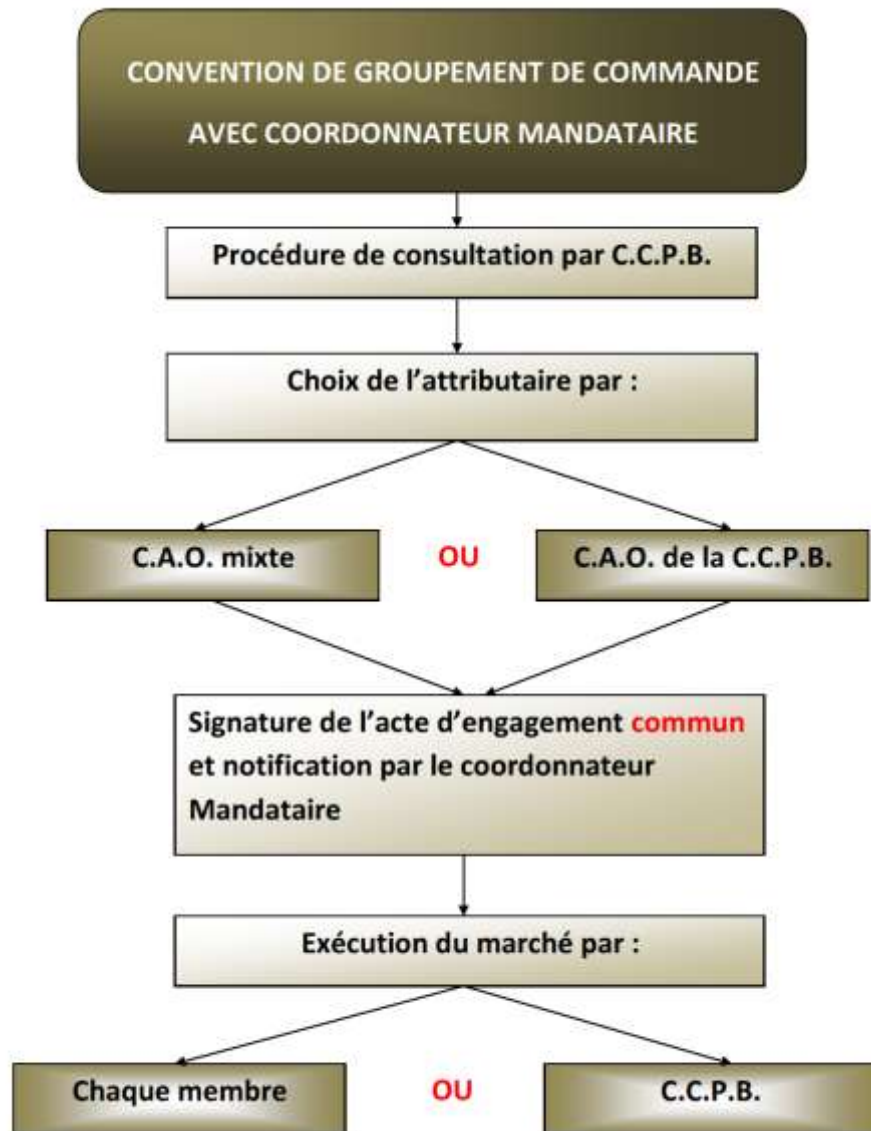 CONVENTION DE GROUPEMENT DE COMMANDE
AVEC COORDONNATEUR MANDATAIRE
Procédure de consultation par C.C.P.B.
Choix de l’attributaire par :
C.A.O. mixte
OU
C.A.O. de la C.C.P.B.
Signature de l’acte d’engagement commun
et notification par le coordonnateur
Mandataire
Exécution du marché par :
Chaque membre
OU
C.C.P.B.